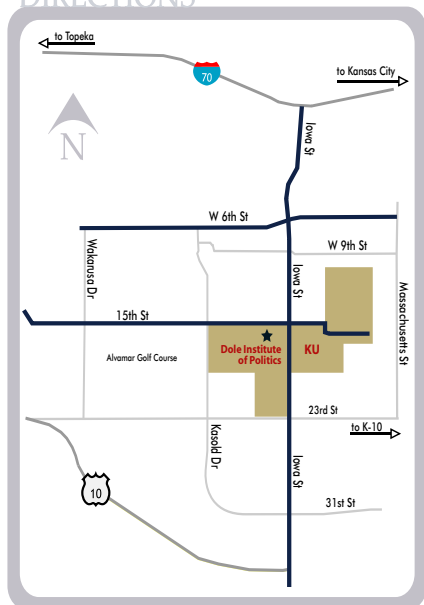 DIRECTIONS
to Topeka
70
to Kansas City
Iowa St
N
W 6th St
W 9th St
Wakarusa Dr
Iowa St
Massachusetts St
15th St
Alvamar Golf Course
Dole Institute
of Politics
KU
23rd St
to K-10
Kasold Dr
Iowa St
10
31st St